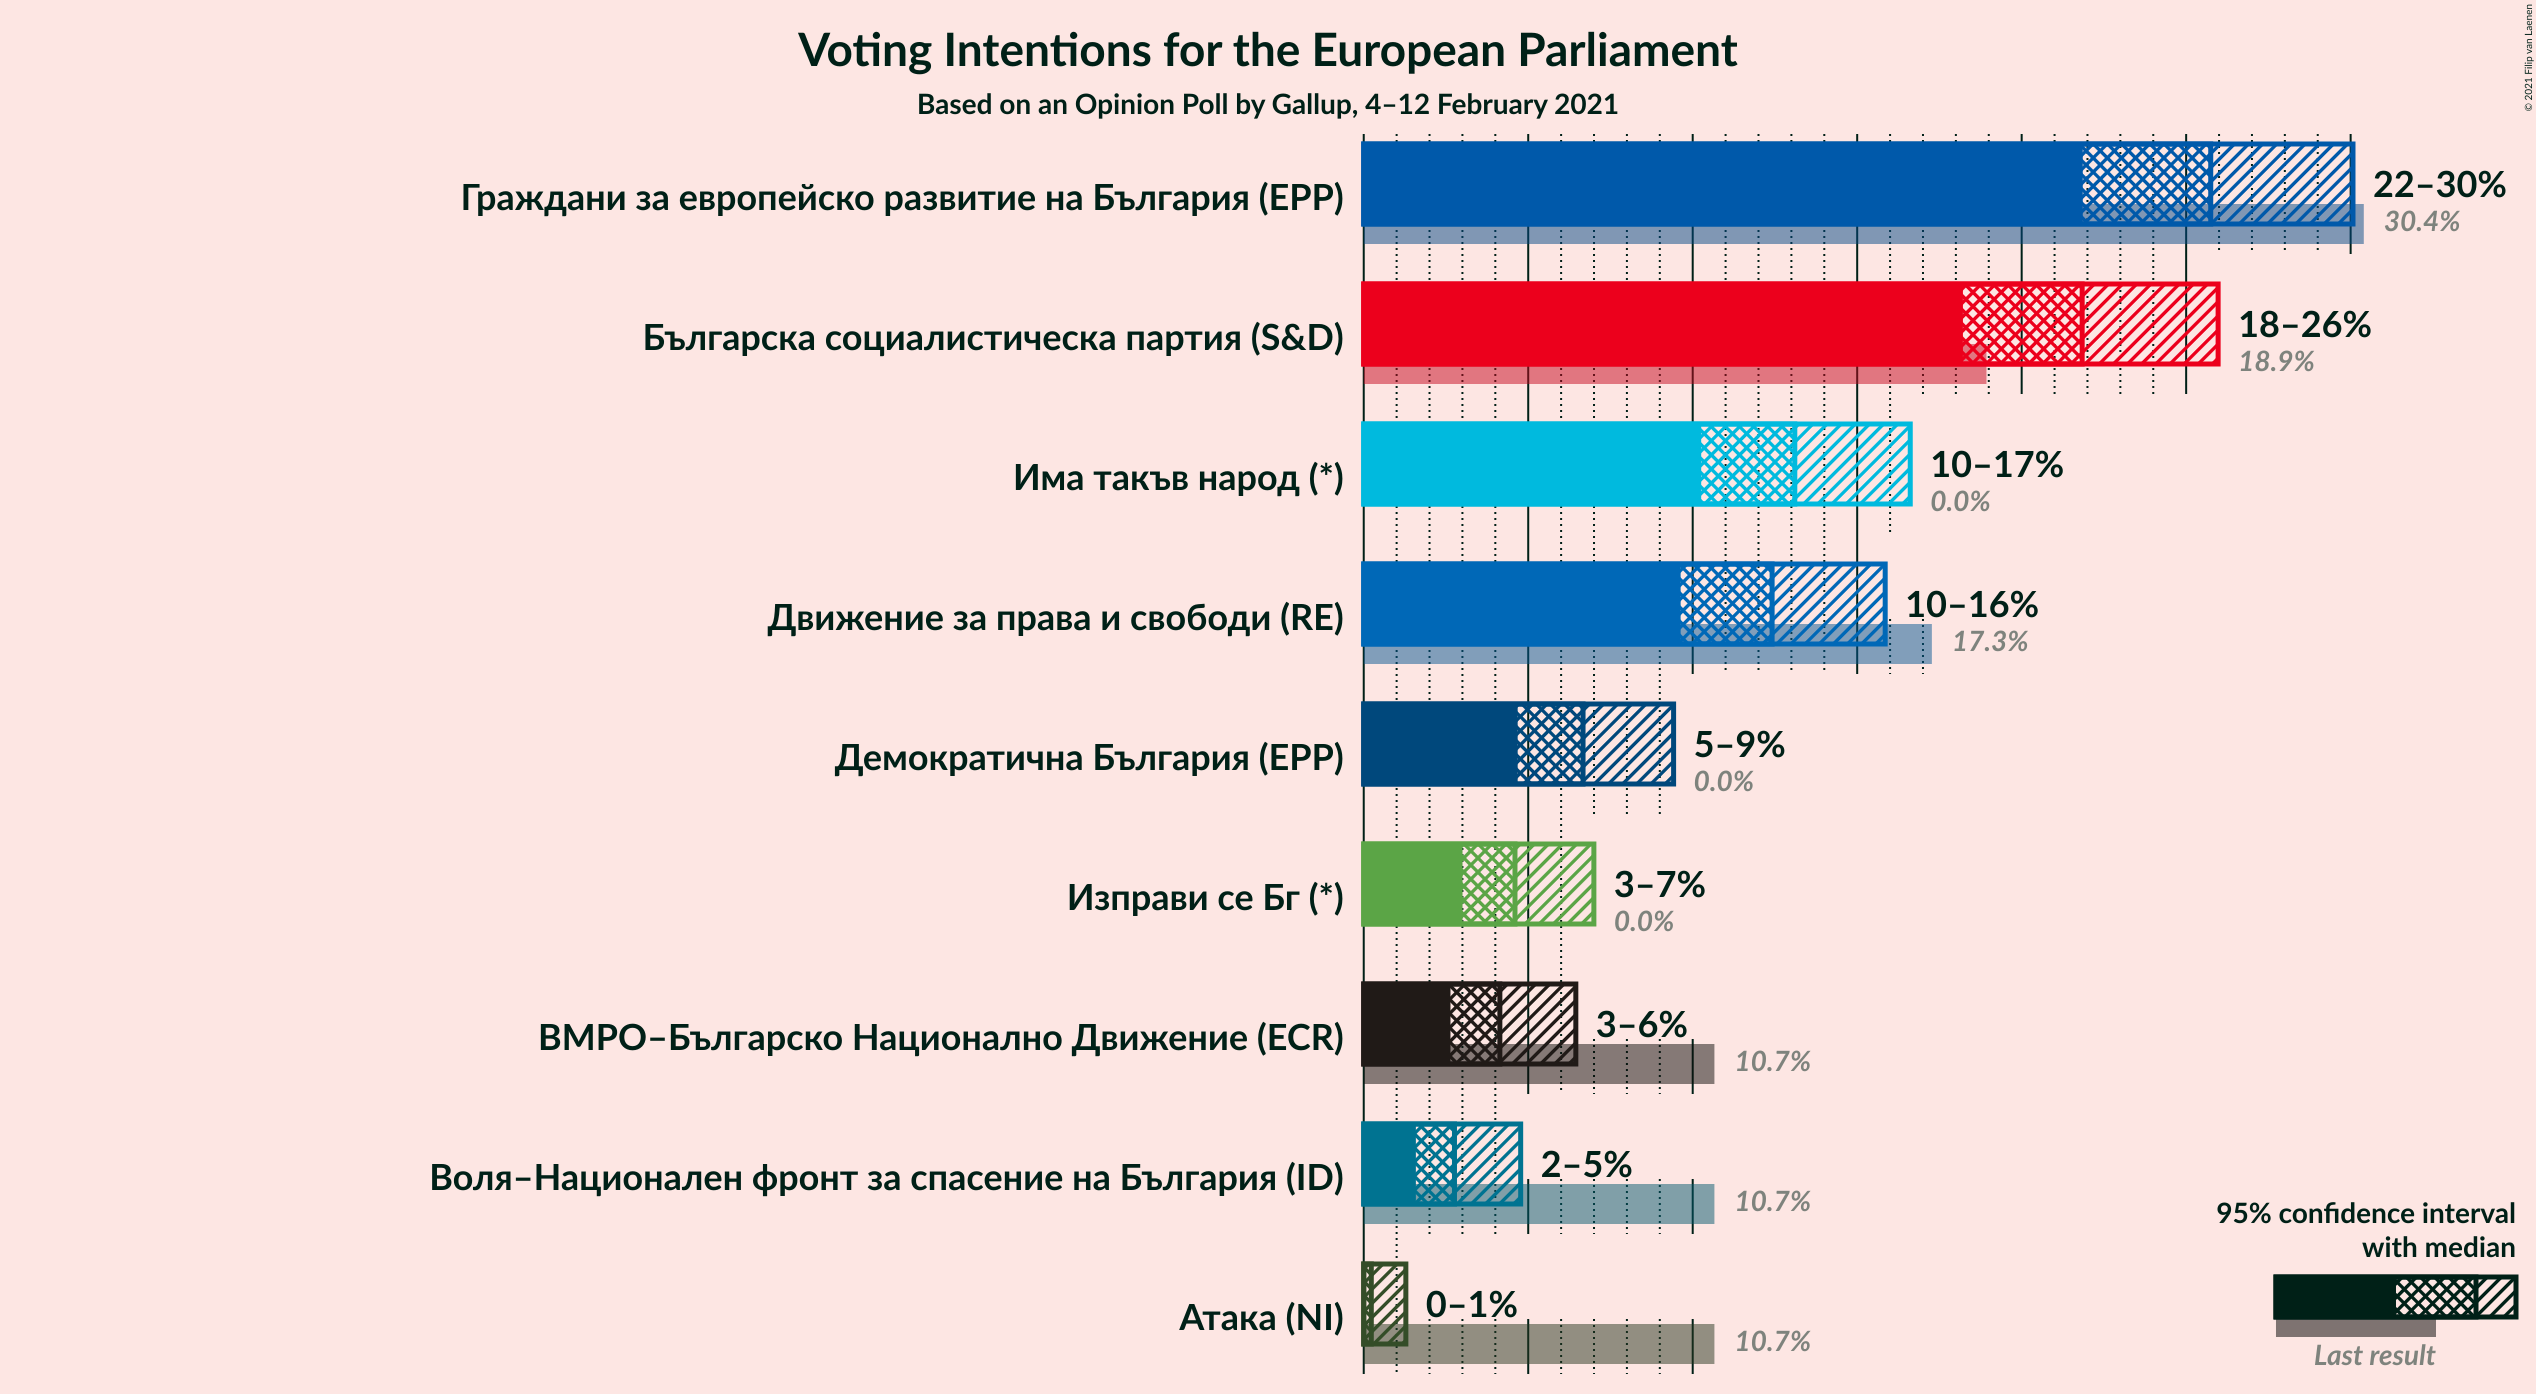 Voting Intentions for the European Parliament
Based on an Opinion Poll by Gallup, 4–12 February 2021
© 2021 Filip van Laenen
Граждани за европейско развитие на България (EPP)
22–30%
30.4%
Българска социалистическа партия (S&D)
18–26%
18.9%
Има такъв народ (*)
10–17%
0.0%
Движение за права и свободи (RE)
10–16%
17.3%
Демократична България (EPP)
5–9%
0.0%
Изправи се Бг (*)
3–7%
0.0%
ВМРО–Българско Национално Движение (ECR)
3–6%
10.7%
Воля–Национален фронт за спасение на България (ID)
2–5%
10.7%
Атака (NI)
0–1%
10.7%
95% confidence interval
with median
Last result